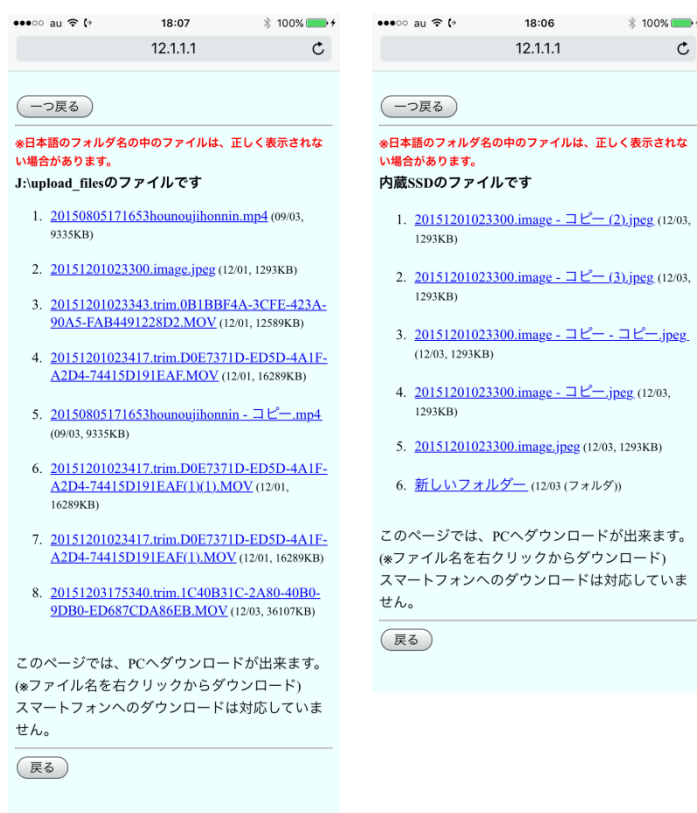 au 18:07 100%
12.1.1.1
一つ戻る
※日本語のフォルダ名の中のファイルは、正しく表示されな
い場合があります。
J:\upload_filesのファイルです
1. 20150805171653hounoujihonnin.mp4 (09/03,
9335KB)
2. 20151201023300.image.jpeg (12/01, 1293KB)
3. 20151201023343.trim.0B1BBF4A-3CFE-423A-
90A5-FAB4491228D2.MOV (12/01, 12589KB)
4. 20151201023417.trim.D0E7371D-ED5D-4A1F-
A2D4-74415D191EAF.MOV (12/01, 16289KB)
5. 20150805171653hounoujihonnin - コピー.mp4
(09/03, 9335KB)
6. 20151201023417.trim.D0E7371D-ED5D-4A1F-
A2D4-74415D191EAF(1)(1).MOV (12/01,
16289KB)
7. 20151201023417.trim.D0E7371D-ED5D-4A1F-
A2D4-74415D191EAF(1).MOV (12/01, 16289KB)
8. 20151203175340.trim.1C40B31C-2A80-40B0-
9DB0-ED687CDA86EB.MOV (12/03, 36107KB)
このページでは、PCへダウンロードが出来ます。
(※ファイル名を右クリックからダウンロード)
スマートフォンへのダウンロードは対応していま
せん。
戻る
au 18:06 100%
12.1.1.1
一つ戻る
※日本語のフォルダ名の中のファイルは、正しく表示されな
い場合があります。
内蔵SSDのファイルです
1. 20151201023300.image - コピー (2).jpeg (12/03,
1293KB)
2. 20151201023300.image - コピー (3).jpeg (12/03,
1293KB)
3. 20151201023300.image - コピー - コピー.jpeg
(12/03, 1293KB)
4. 20151201023300.image - コピー.jpeg (12/03,
1293KB)
5. 20151201023300.image.jpeg (12/03, 1293KB)
6. 新しいフォルダー (12/03 (フォルダ))
このページでは、PCへダウンロードが出来ます。
(※ファイル名を右クリックからダウンロード)
スマートフォンへのダウンロードは対応していま
せん。
戻る